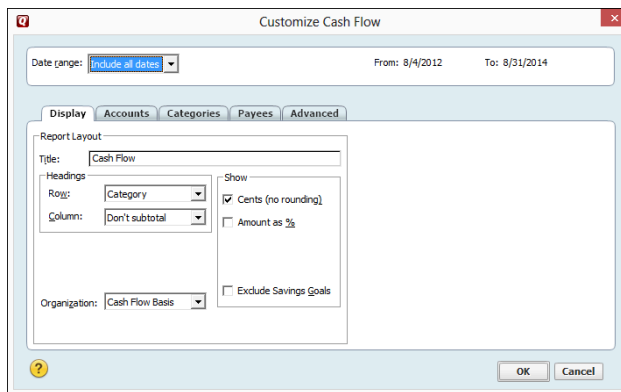 Customize Cash Flow
Date range: Include all dates From: 8/4/2012 To: 8/31/2014
Display Accounts Categories Payees Advanced
Report Layout
Title: Cash Flow
Headings Show
Row: Category Cents (no rounding)
Column: Don't subtotal Amount as %
Organization: Cash Flow Basis Exclude Savings Goals
? OK Cancel